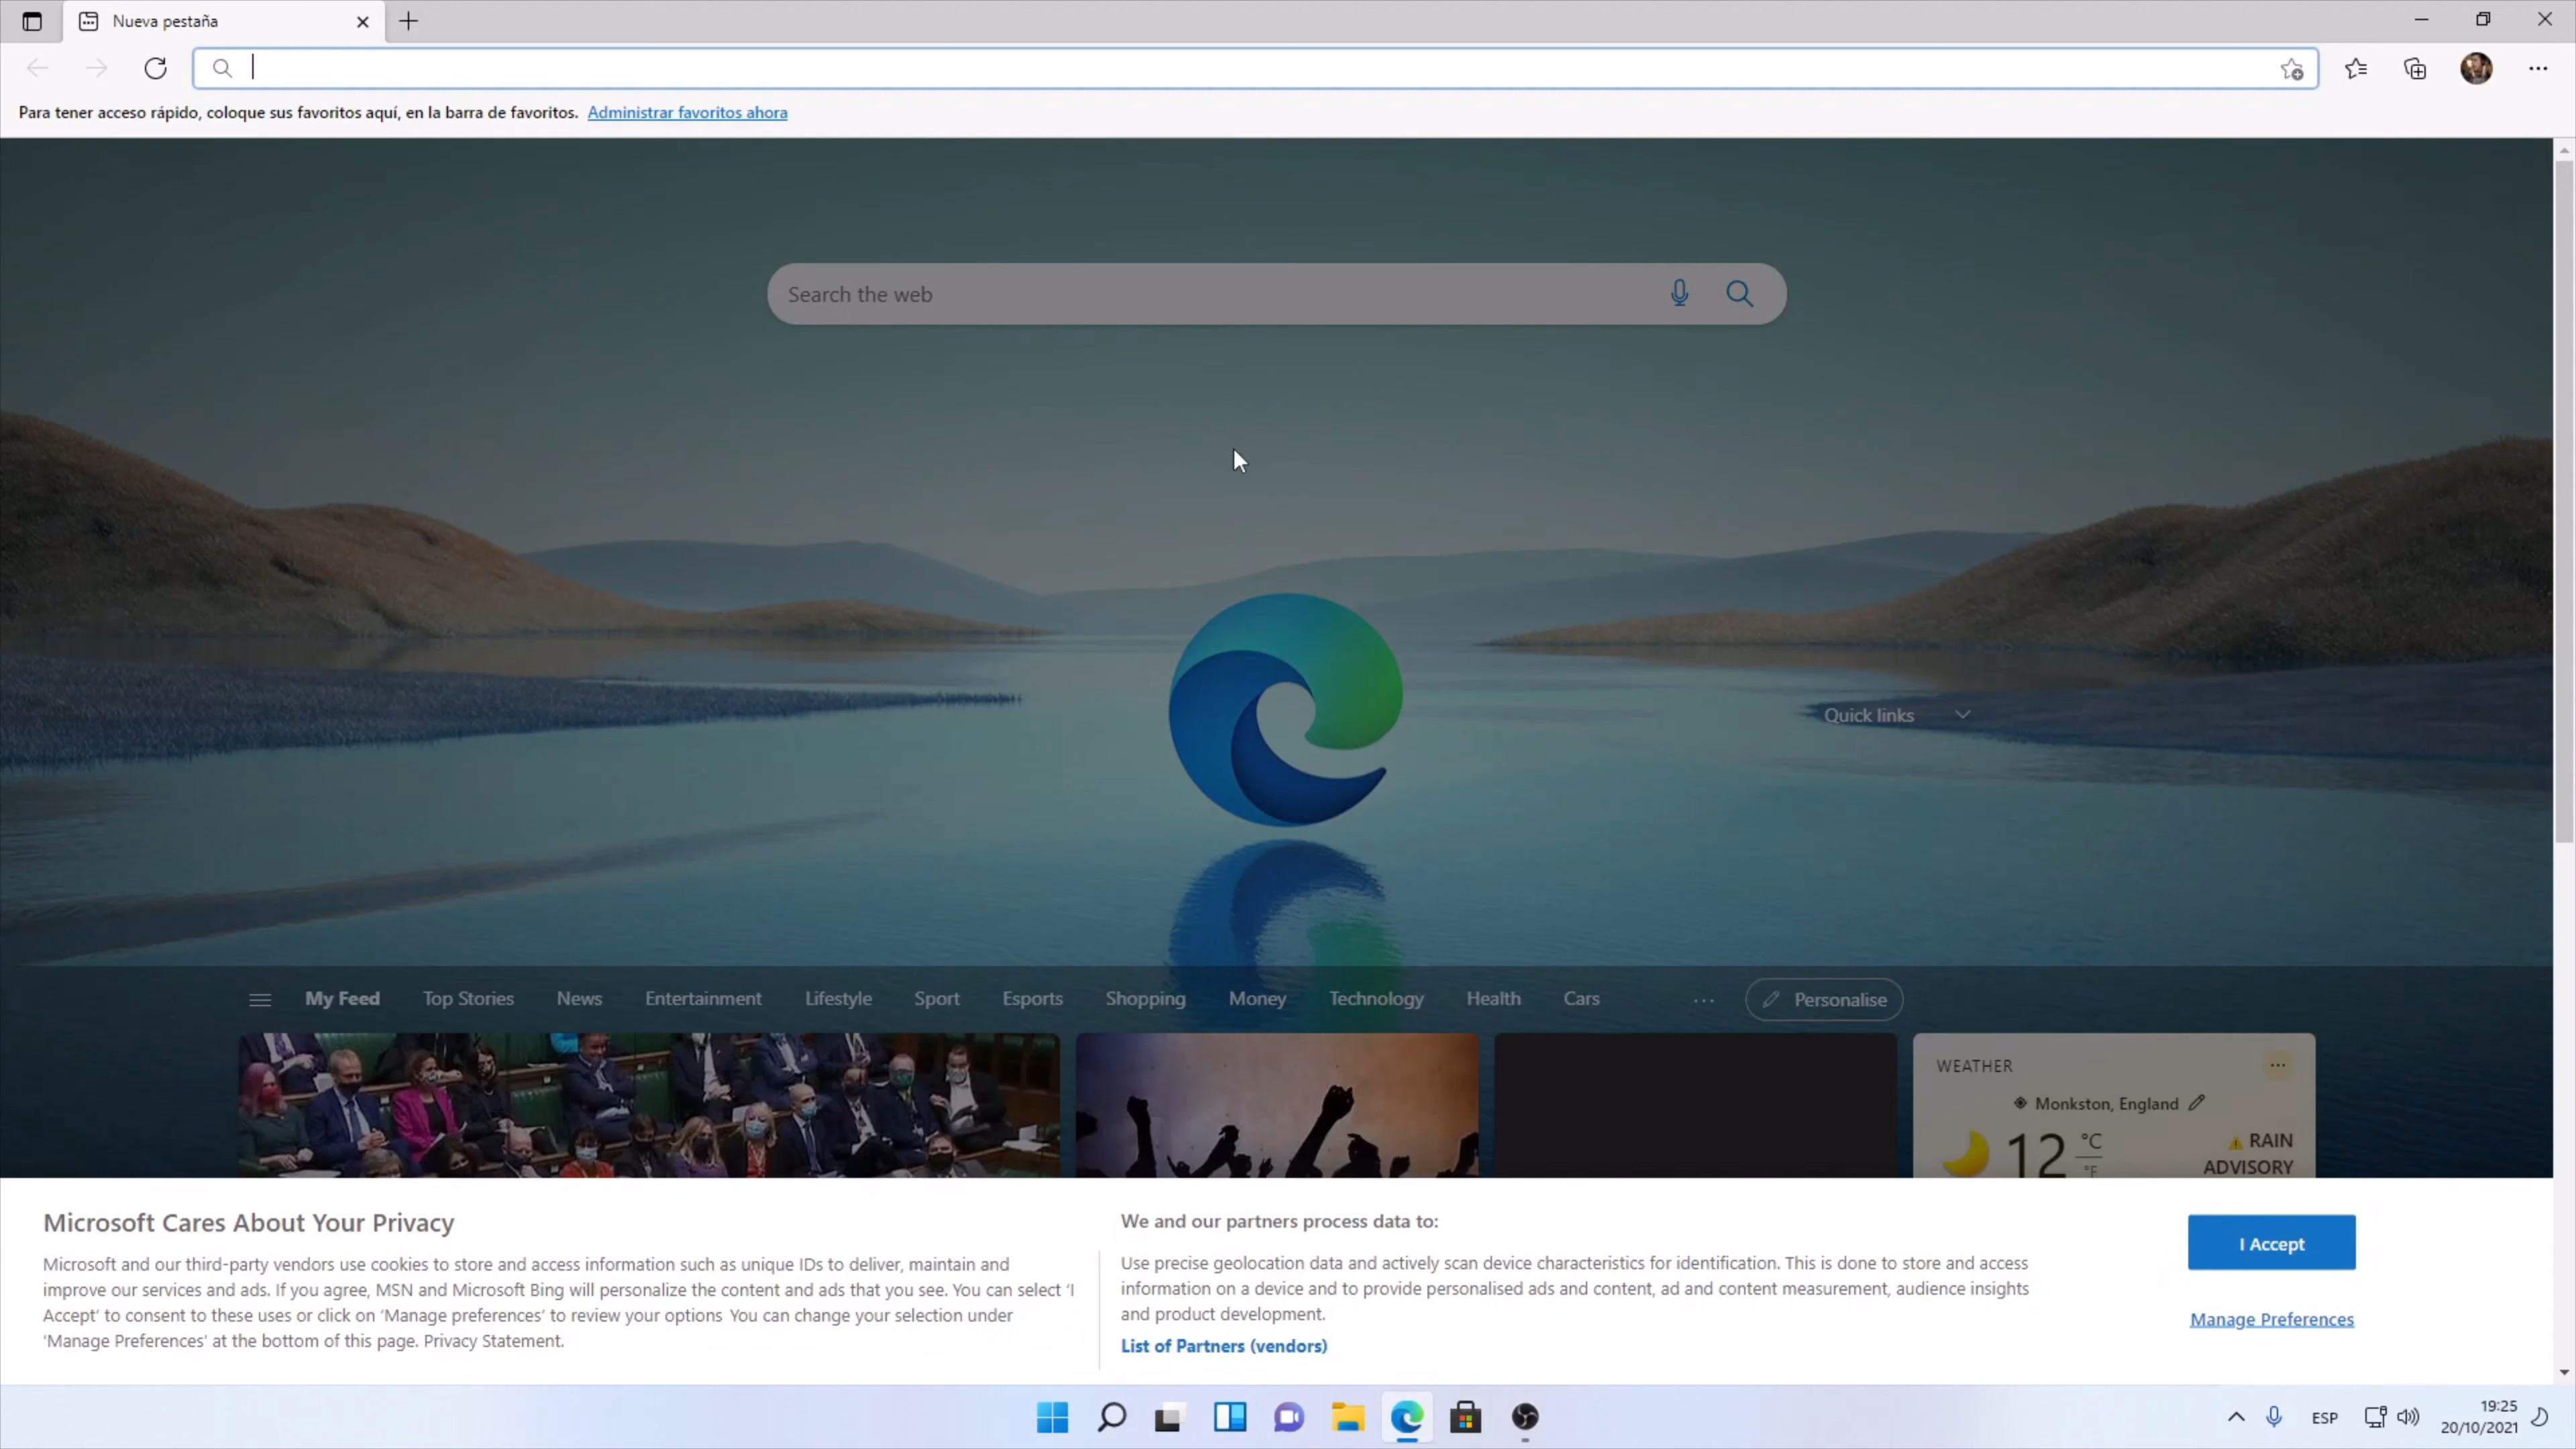 Nueva pestaña
Para tener acceso rápido, coloque sus favoritos aquí, en la barra de favoritos. Administrar favoritos ahora
Search the web
Quick links
My Feed Top Stories News Entertainment Lifestyle Sport Esports Shopping Money Technology Health Cars ... Personalise
WEATHER
Monkston, England
12 °C
°F
RAIN
ADVISORY
Microsoft Cares About Your Privacy
Microsoft and our third-party vendors use cookies to store and access information such as unique IDs to deliver, maintain and
improve our services and ads. If you agree, MSN and Microsoft Bing will personalize the content and ads that you see. You can select 'I
Accept' to consent to these uses or click on 'Manage preferences' to review your options You can change your selection under
'Manage Preferences' at the bottom of this page. Privacy Statement.
We and our partners process data to:
Use precise geolocation data and actively scan device characteristics for identification. This is done to store and access
information on a device and to provide personalised ads and content, ad and content measurement, audience insights
and product development.
List of Partners (vendors)
I Accept
Manage Preferences
ESP
19:25
20/10/2021